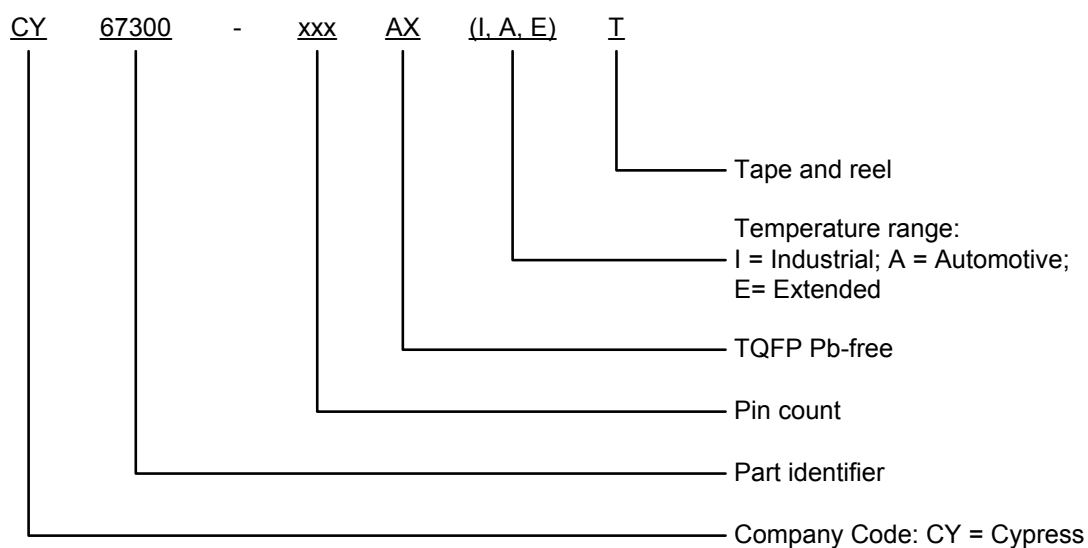 CY 67300 - xxx AX (I, A, E) T
Tape and reel
Temperature range:
I = Industrial; A = Automotive;
E= Extended
TQFP Pb-free
Pin count
Part identifier
Company Code: CY = Cypress